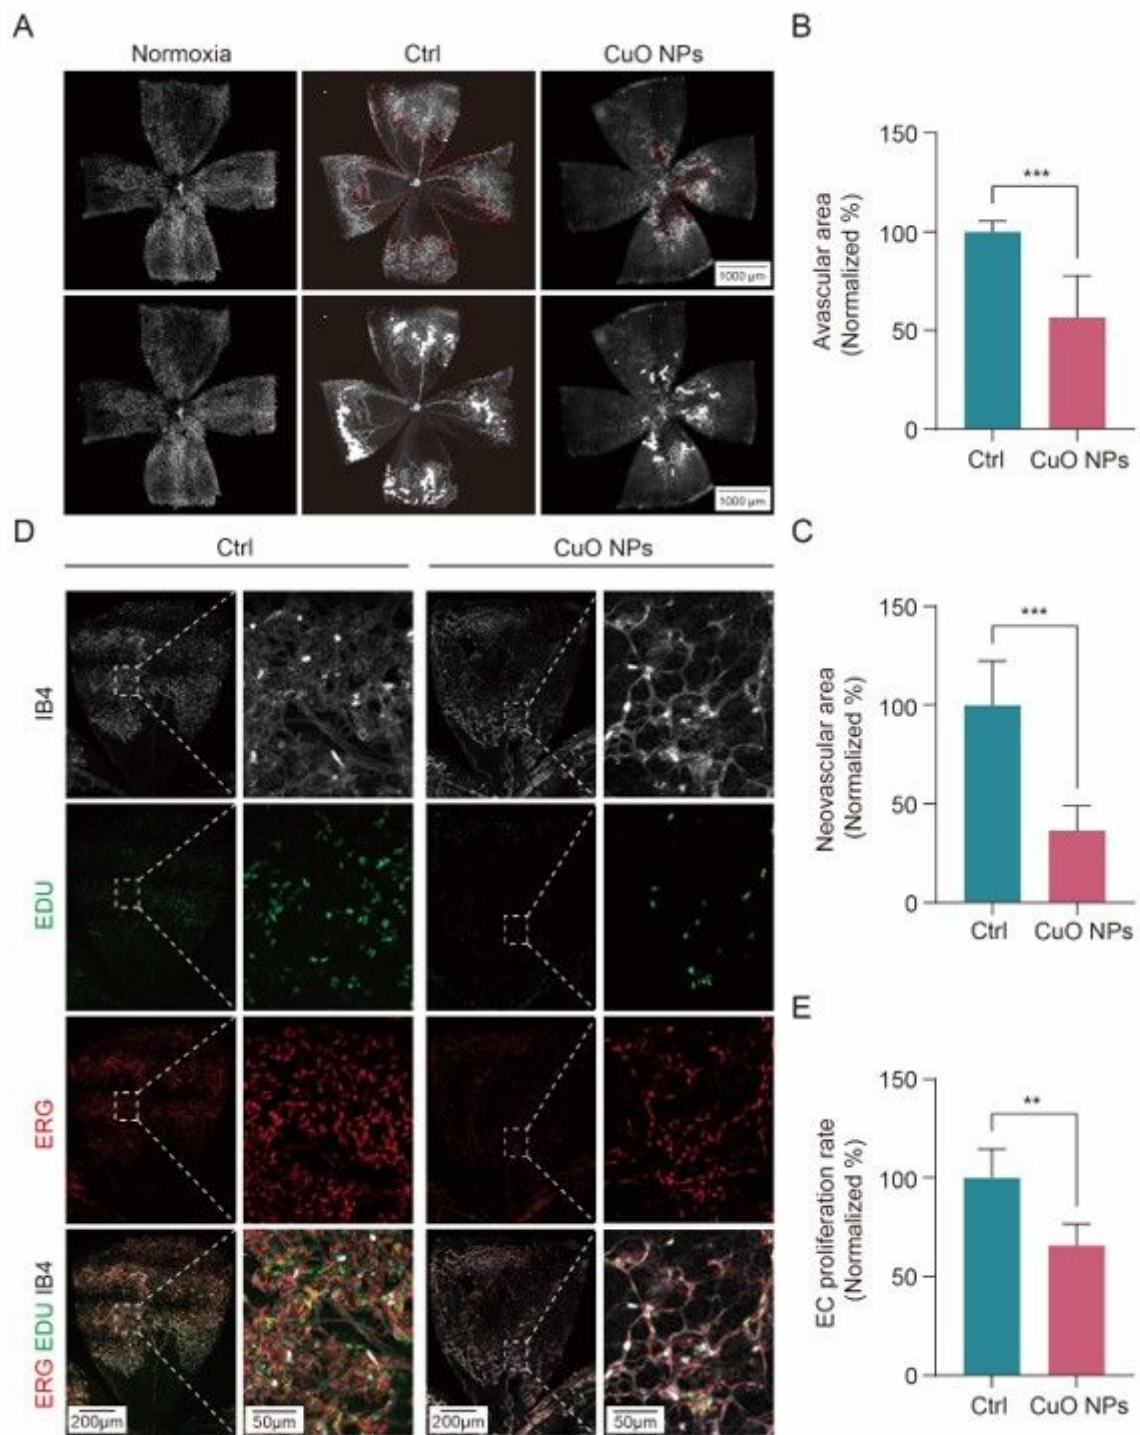 A
Normoxia
Ctrl
CuO NPs
1000 µm
1000 µm
B
Avascular area
(Normalized %)
150
100
50
0
***
Ctrl
CuO NPs
D
Ctrl
CuO NPs
IB4
EDU
ERG
ERG EDU IB4
200µm
50µm
200µm
50µm
C
Neovascular area
(Normalized %)
150
100
50
0
***
Ctrl
CuO NPs
E
EC proliferation rate
(Normalized %)
150
100
50
0
**
Ctrl
CuO NPs